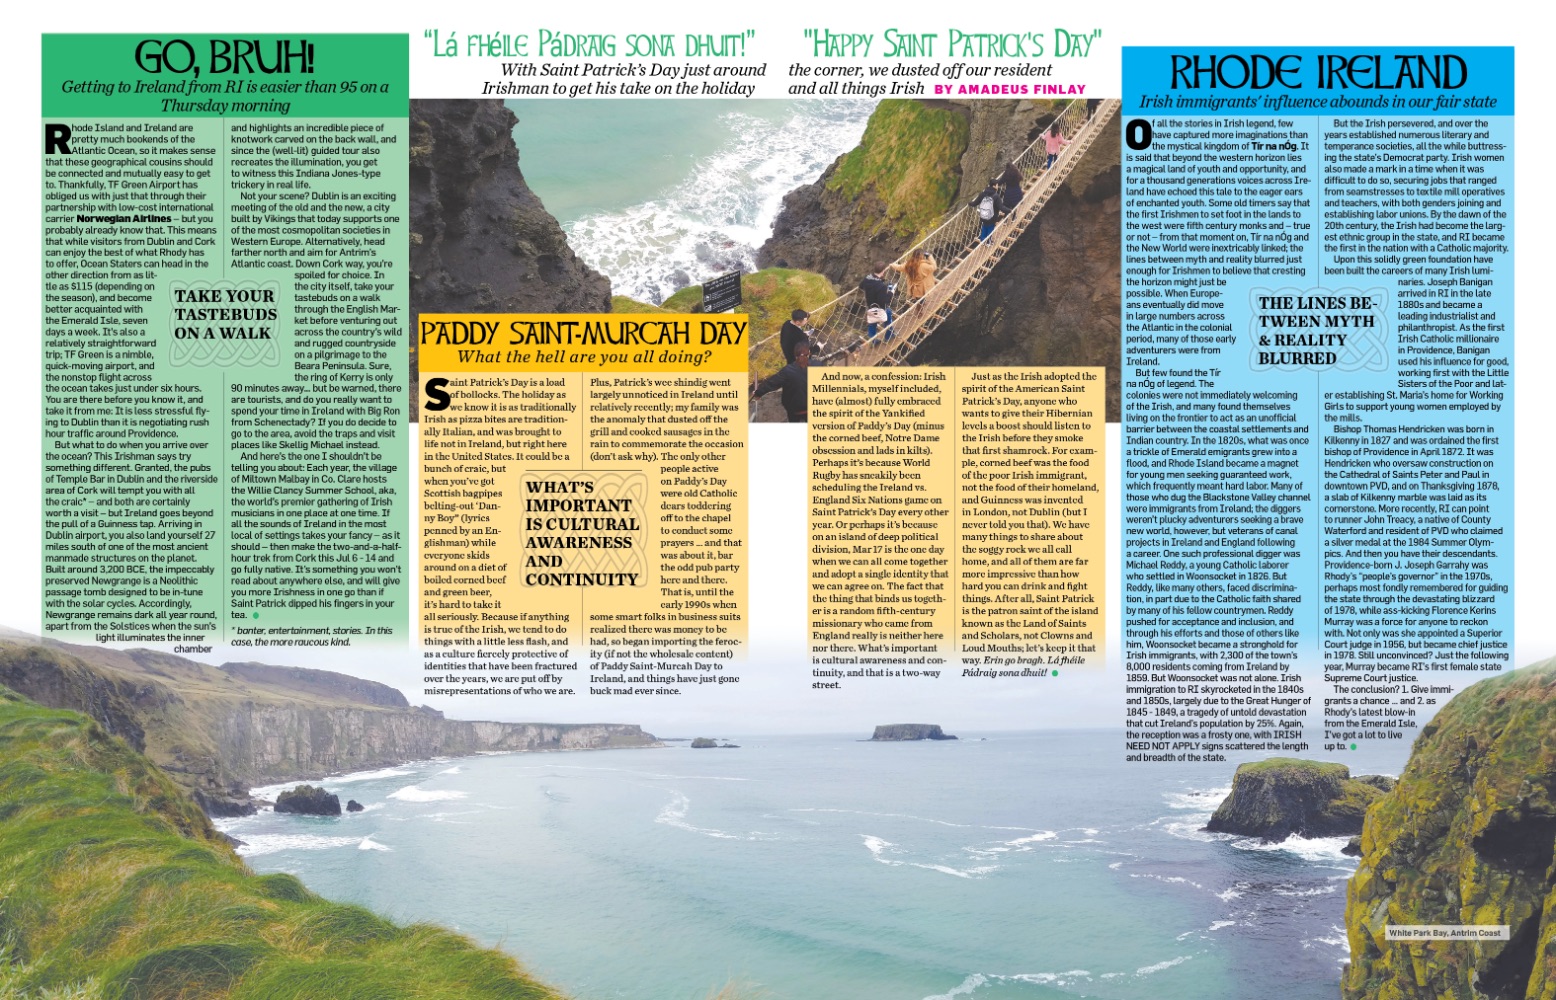 "Lá fhéile Pádraig sona dhuit!"
"Happy Saint Patrick's Day"
With Saint Patrick's Day just around
the corner, we dusted off our resident
Irishman to get his take on the holiday
and all things Irish BY AMADEUS FINLAY
GO, BRUH!
Getting to Ireland from RI is easier than 95 on a
Thursday morning
Rhode Island and Ireland are
pretty much bookends of the
Atlantic Ocean, so it makes sense
that these geographical cousins should
be connected and mutually easy to get
to. Thankfully, TF Green Airport has
obliged us with just that through their
partnership with low-cost international
carrier Norwegian Airlines – but you
probably already know that. This means
that while visitors from Dublin and Cork
can enjoy the best of what Rhody has
to offer, Ocean Staters can head in the
other direction from as lit-
tle as $115 (depending on
the season), and become
better acquainted with
the Emerald Isle, seven
days a week. It's also a
relatively straightforward
trip; TF Green is a nimble,
quick-moving airport, and
the nonstop flight across
the ocean takes just under six hours.
You are there before you know it, and
take it from me: It is less stressful fly-
ing to Dublin than it is negotiating rush
hour traffic around Providence.
But what to do when you arrive over
the ocean? This Irishman says try
something different. Granted, the pubs
of Temple Bar in Dublin and the riverside
area of Cork will tempt you with all
the craic* – and both are certainly
worth a visit – but Ireland goes beyond
the pull of a Guinness tap. Arriving in
Dublin airport, you also land yourself 27
miles south of one of the most ancient
manmade structures on the planet.
Built around 3,200 BCE, the impeccably
preserved Newgrange is a Neolithic
passage tomb designed to be in-tune
with the solar cycles. Accordingly,
Newgrange remains dark all year round,
apart from the Solstices when the sun's
light illuminates the inner
chamber
TAKE YOUR
TASTEBUDS
ON A WALK
and highlights an incredible piece of
knotwork carved on the back wall, and
since the (well-lit) guided tour also
recreates the illumination, you get
to witness this Indiana Jones-type
trickery in real life.
Not your scene? Dublin is an exciting
meeting of the old and the new, a city
built by Vikings that today supports one
of the most cosmopolitan societies in
Western Europe. Alternatively, head
farther north and aim for Antrim's
Atlantic coast. Down Cork way, you're
spoiled for choice. In
the city itself, take your
tastebuds on a walk
through the English Mar-
ket before venturing out
across the country's wild
and rugged countryside
on a pilgrimage to the
Beara Peninsula. Sure,
the ring of Kerry is only
90 minutes away... but be warned, there
are tourists, and do you really want to
spend your time in Ireland with Big Ron
from Schenectady? If you do decide to
go to the area, avoid the traps and visit
places like Skellig Michael instead.
And here's the one I shouldn't be
telling you about: Each year, the village
of Miltown Malbay in Co. Clare hosts
the Willie Clancy Summer School, aka,
the world's premier gathering of Irish
musicians in one place at one time. If
all the sounds of Ireland in the most
local of settings takes your fancy – as it
should – then make the two-and-a-half-
hour trek from Cork this Jul 6 - 14 and
go fully native. It's something you won't
read about anywhere else, and will give
you more Irishness in one go than if
Saint Patrick dipped his fingers in your
tea.
* banter, entertainment, stories. In this
case, the more raucous kind.
PADDY SAINT-MURCAH DAY
What the hell are you all doing?
Saint Patrick's Day is a load
of bollocks. The holiday as
we know it is as traditionally
Irish as pizza bites are tradition-
ally Italian, and was brought to
life not in Ireland, but right here
in the United States. It could be a
bunch of craic, but
when you've got
Scottish bagpipes
belting-out 'Dan-
ny Boy" (lyrics
penned by an En-
glishman) while
everyone skids
around on a diet of
boiled corned beef
and green beer,
it's hard to take it
all seriously. Because if anything
is true of the Irish, we tend to do
things with a little less flash, and
as a culture fiercely protective of
identities that have been fractured
over the years, we are put off by
misrepresentations of who we are.
WHAT'S
IMPORTANT
IS CULTURAL
AWARENESS
AND
CONTINUITY
Plus, Patrick's wee shindig went
largely unnoticed in Ireland until
relatively recently; my family was
the anomaly that dusted off the
grill and cooked sausages in the
rain to commemorate the occasion
(don't ask why). The only other
people active
on Paddy's Day
were old Catholic
dears toddering
off to the chapel
to conduct some
prayers ... and that
was about it, bar
the odd pub party
here and there.
That is, until the
early 1990s when
some smart folks in business suits
realized there was money to be
had, so began importing the feroc-
ity (if not the wholesale content)
of Paddy Saint-Murcah Day to
Ireland, and things have just gone
buck mad ever since.
And now, a confession: Irish
Millennials, myself included,
have (almost) fully embraced
the spirit of the Yankified
version of Paddy's Day (minus
the corned beef, Notre Dame
obsession and lads in kilts).
Perhaps it's because World
Rugby has sneakily been
scheduling the Ireland vs.
England Six Nations game on
Saint Patrick's Day every other
year. Or perhaps it's because
on an island of deep political
division, Mar 17 is the one day
when we can all come together
and adopt a single identity that
we can agree on. The fact that
the thing that binds us togeth-
er is a random fifth-century
missionary who came from
England really is neither here
nor there. What's important
is cultural awareness and con-
tinuity, and that is a two-way
street.
Just as the Irish adopted the
spirit of the American Saint
Patrick's Day, anyone who
wants to give their Hibernian
levels a boost should listen to
the Irish before they smoke
that first shamrock. For exam-
ple, corned beef was the food
of the poor Irish immigrant,
not the food of their homeland,
and Guinness was invented
in London, not Dublin (but I
never told you that). We have
many things to share about
the soggy rock we all call
home, and all of them are far
more impressive than how
hard you can drink and fight
things. After all, Saint Patrick
is the patron saint of the island
known as the Land of Saints
and Scholars, not Clowns and
Loud Mouths; let's keep it that
way. Erin go bragh. Lá fhéile
Pádraig sona dhuit!
RHODE IRELAND
Irish immigrants' influence abounds in our fair state
Of all the stories in Irish legend, few
have captured more imaginations than
the mystical kingdom of Tír na nÓg. It
is said that beyond the western horizon lies
a magical land of youth and opportunity, and
for a thousand generations voices across Ire-
land have echoed this tale to the eager ears
of enchanted youth. Some old timers say that
the first Irishmen to set foot in the lands to
the west were fifth century monks and – true
or not – from that moment on, Tír na nÓg and
the New World were inextricably linked; the
lines between myth and reality blurred just
enough for Irishmen to believe that cresting
the horizon might just be
possible. When Europe-
ans eventually did move
in large numbers across
the Atlantic in the colonial
period, many of those early
adventurers were from
Ireland.
But few found the Tír
na nÓg of legend. The
colonies were not immediately welcoming
of the Irish, and many found themselves
living on the frontier to act as an unofficial
barrier between the coastal settlements and
Indian country. In the 1820s, what was once
a trickle of Emerald emigrants grew into a
flood, and Rhode Island became a magnet
for young men seeking guaranteed work,
which frequently meant hard labor. Many of
those who dug the Blackstone Valley channel
were immigrants from Ireland; the diggers
weren't plucky adventurers seeking a brave
new world, however, but veterans of canal
projects in Ireland and England following
a career. One such professional digger was
Michael Reddy, a young Catholic laborer
who settled in Woonsocket in 1826. But
Reddy, like many others, faced discrimina-
tion, in part due to the Catholic faith shared
by many of his fellow countrymen. Reddy
pushed for acceptance and inclusion, and
through his efforts and those of others like
him, Woonsocket became a stronghold for
Irish immigrants, with 2,300 of the town's
8,000 residents coming from Ireland by
1859. But Woonsocket was not alone. Irish
immigration to RI skyrocketed in the 1840s
and 1850s, largely due to the Great Hunger of
1845 - 1849, a tragedy of untold devastation
that cut Ireland's population by 25%. Again,
the reception was a frosty one, with IRISH
NEED NOT APPLY signs scattered the length
and breadth of the state.
THE LINES BE-
TWEEN MYTH
& REALITY
BLURRED
But the Irish persevered, and over the
years established numerous literary and
temperance societies, all the while buttress-
ing the state's Democrat party. Irish women
also made a mark in a time when it was
difficult to do so, securing jobs that ranged
from seamstresses to textile mill operatives
and teachers, with both genders joining and
establishing labor unions. By the dawn of the
20th century, the Irish had become the larg-
est ethnic group in the state, and RI became
the first in the nation with a Catholic majority.
Upon this solidly green foundation have
been built the careers of many Irish lumi-
naries. Joseph Banigan
arrived in RI in the late
1880s and became a
leading industrialist and
philanthropist. As the first
Irish Catholic millionaire
in Providence, Banigan
used his influence for good,
working first with the Little
Sisters of the Poor and lat-
er establishing St. Maria's home for Working
Girls to support young women employed by
the mills.
Bishop Thomas Hendricken was born in
Kilkenny in 1827 and was ordained the first
bishop of Providence in April 1872. It was
Hendricken who oversaw construction on
the Cathedral of Saints Peter and Paul in
downtown PVD, and on Thanksgiving 1878,
a slab of Kilkenny marble was laid as its
cornerstone. More recently, RI can point
to runner John Treacy, a native of County
Waterford and resident of PVD who claimed
a silver medal at the 1984 Summer Olym-
pics. And then you have their descendants.
Providence-born J. Joseph Garrahy was
Rhody's "people's governor" in the 1970s,
perhaps most fondly remembered for guiding
the state through the devastating blizzard
of 1978, while ass-kicking Florence Kerins
Murray was a force for anyone to reckon
with. Not only was she appointed a Superior
Court judge in 1956, but became chief justice
in 1978. Still unconvinced? Just the following
year, Murray became RI's first female state
Supreme Court justice.
The conclusion? 1. Give immi-
grants a chance ... and 2. as
Rhody's latest blow-in
from the Emerald Isle,
I've got a lot to live
up to.
White Park Bay, Antrim Coast